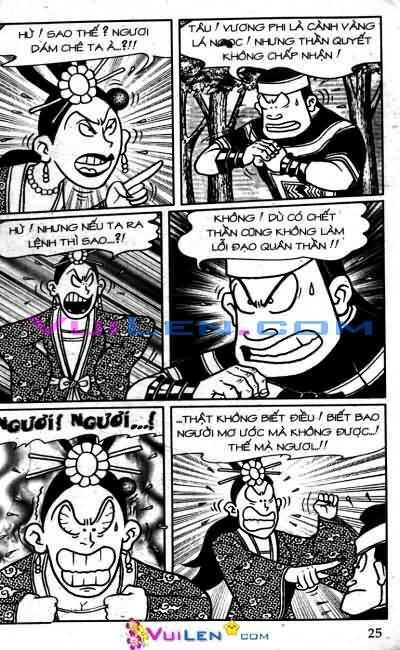 HỪ ! SAO THẾ ? NGƯƠI
DÁM CHÊ TA À...?!!
TÂU ! VƯƠNG PHI LÀ CÀNH VÀNG
LÁ NGỌC ! NHƯNG THẦN QUYẾT
KHÔNG CHẤP NHẬN !
HỪ ! NHƯNG NẾU TA RA
LỆNH THÌ SAO...?!
KHÔNG ! DÙ CÓ CHẾT
THẦN CŨNG KHÔNG LÀM
LỖI ĐẠO QUÂN THẦN !!
VUILEN.COM
NGƯƠI! NGƯƠI...!
...THẬT KHÔNG BIẾT ĐIỀU ! BIẾT BAO
NGƯỜI MƠ ƯỚC MÀ KHÔNG ĐƯỢC...!
THẾ MÀ NGƯƠI...!!
25
VUILEN.COM